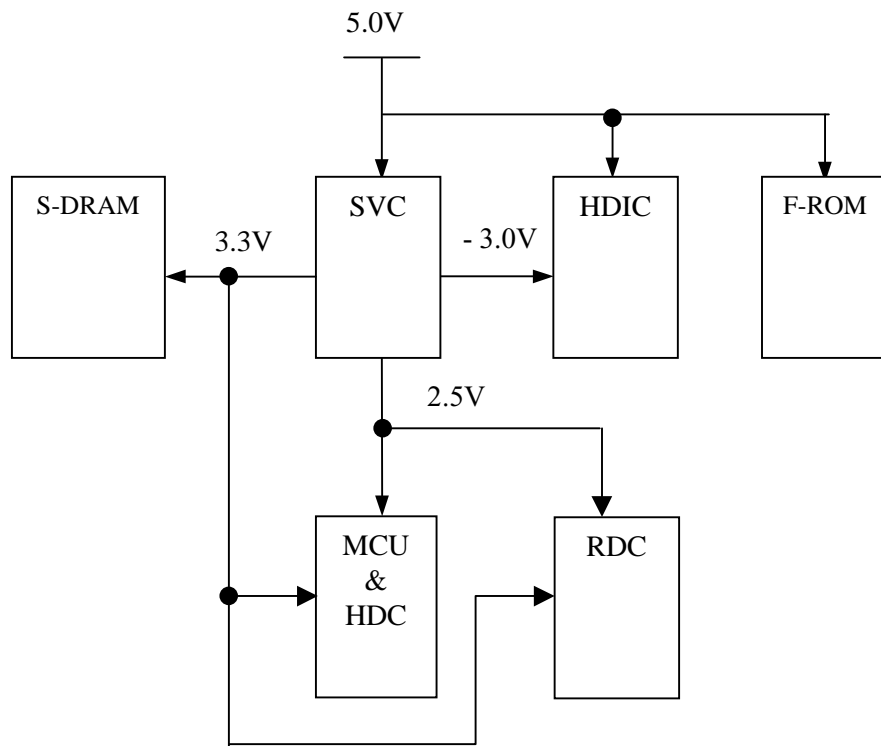 5.0V
S-DRAM
SVC
HDIC
F-ROM
3.3V
- 3.0V
2.5V
MCU
&
HDC
RDC